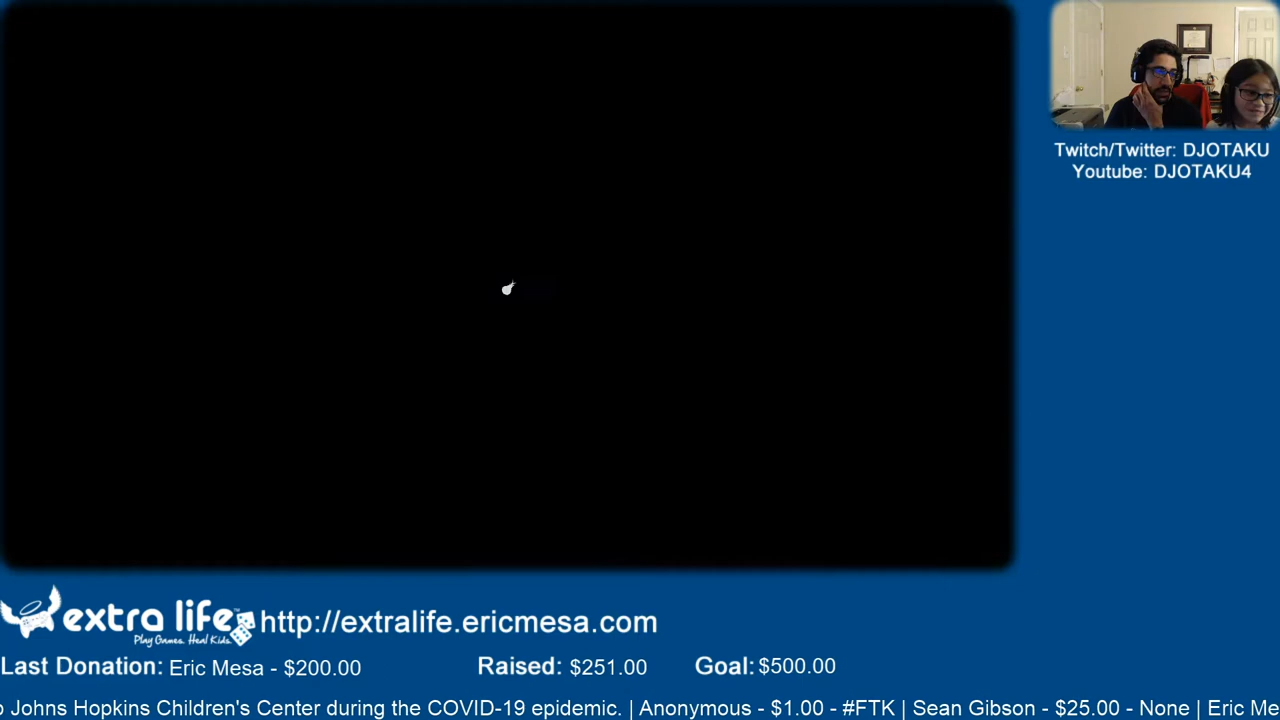 Twitch/Twitter: DJOTAKU
Youtube: DJOTAKU4
extra life
Play Games. Heal Kids.
http://extralife.ericmesa.com
Last Donation: Eric Mesa - $200.00
Raised: $251.00
Goal: $500.00
o Johns Hopkins Children's Center during the COVID-19 epidemic. | Anonymous - $1.00 - #FTK | Sean Gibson - $25.00 - None | Eric Me